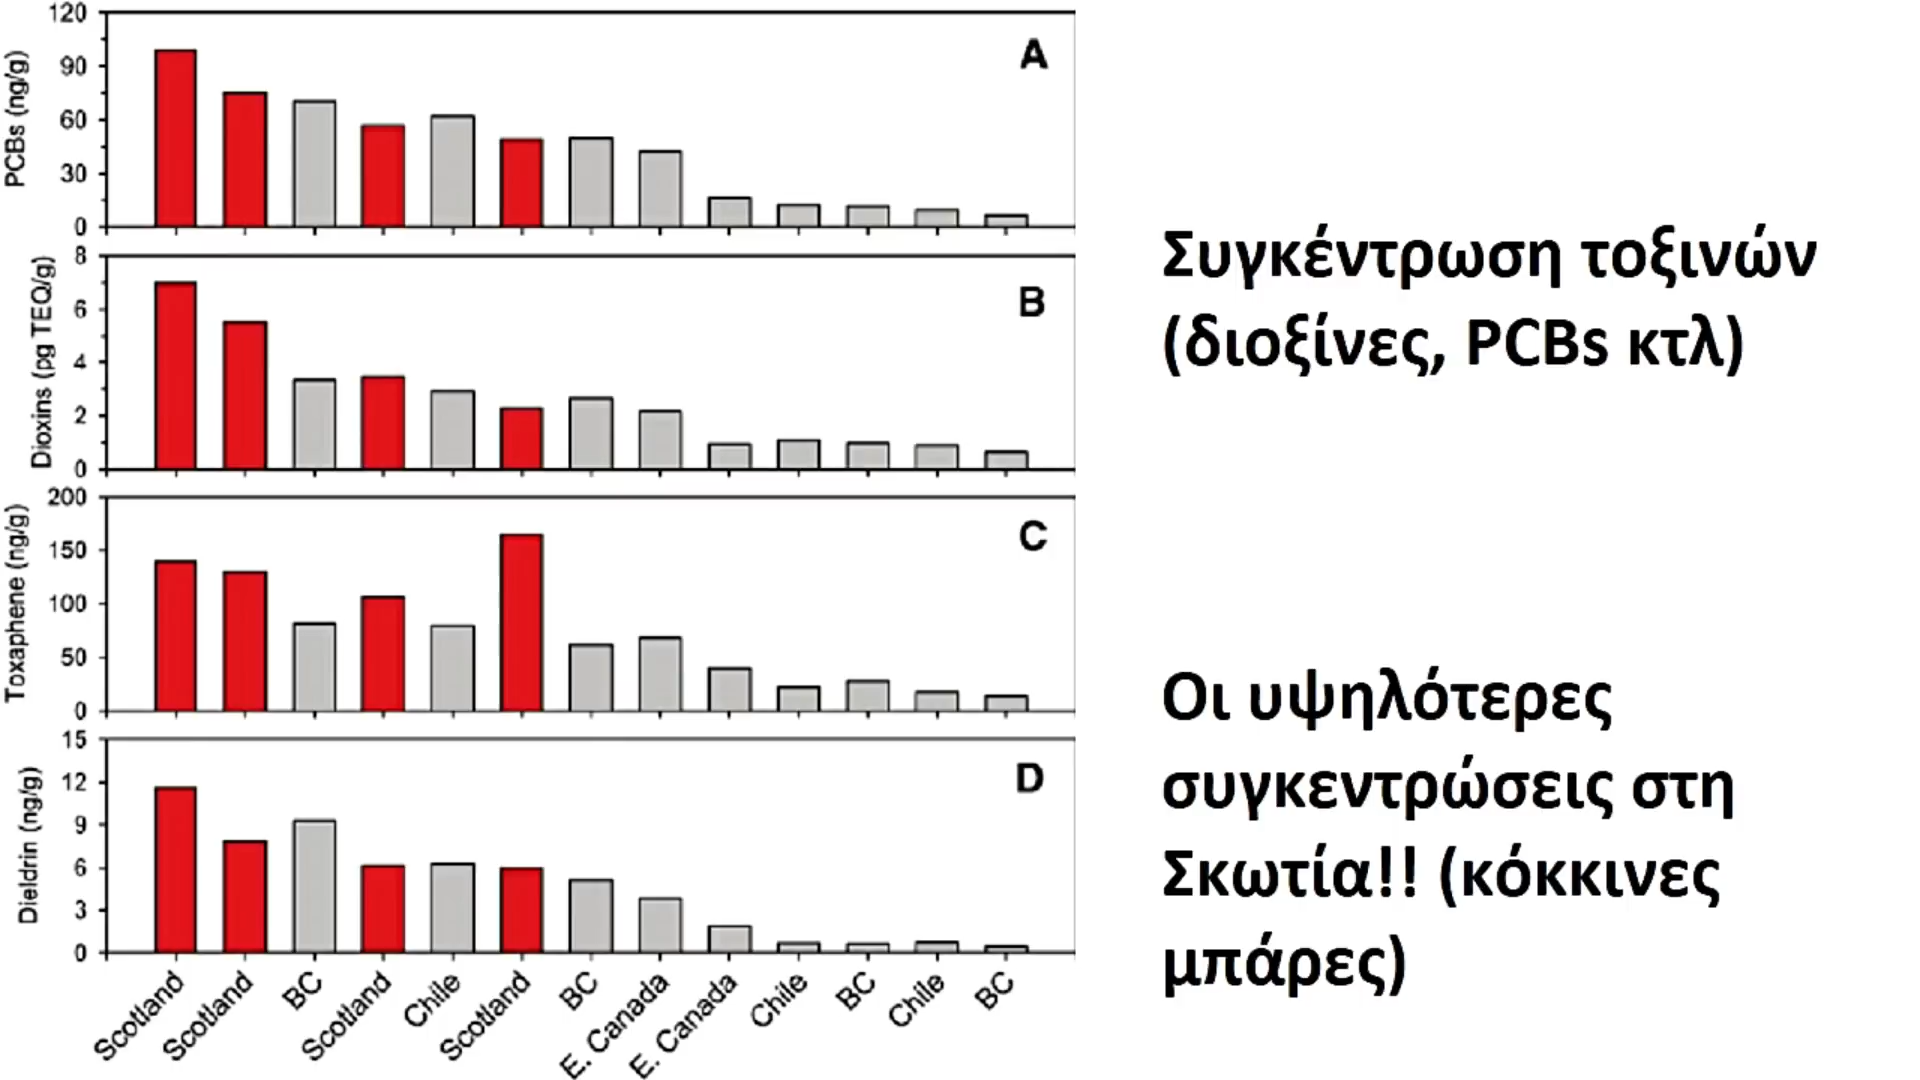 120
90
60
30
0
PCBs (ng/g)
A
8
6
4
2
0
Dioxins (pg TEQ/g)
B
200
150
100
50
0
Toxaphene (ng/g)
C
15
12
9
6
3
0
Dieldrin (ng/g)
D
Scotland
Scotland
BC
Scotland
Chile
Scotland
BC
E. Canada
E. Canada
Chile
BC
Chile
BC
Συγκέντρωση τοξινών
(διοξίνες, PCBs κτλ)
Οι υψηλότερες
συγκεντρώσεις στη
Σκωτία!! (κόκκινες
μπάρες)